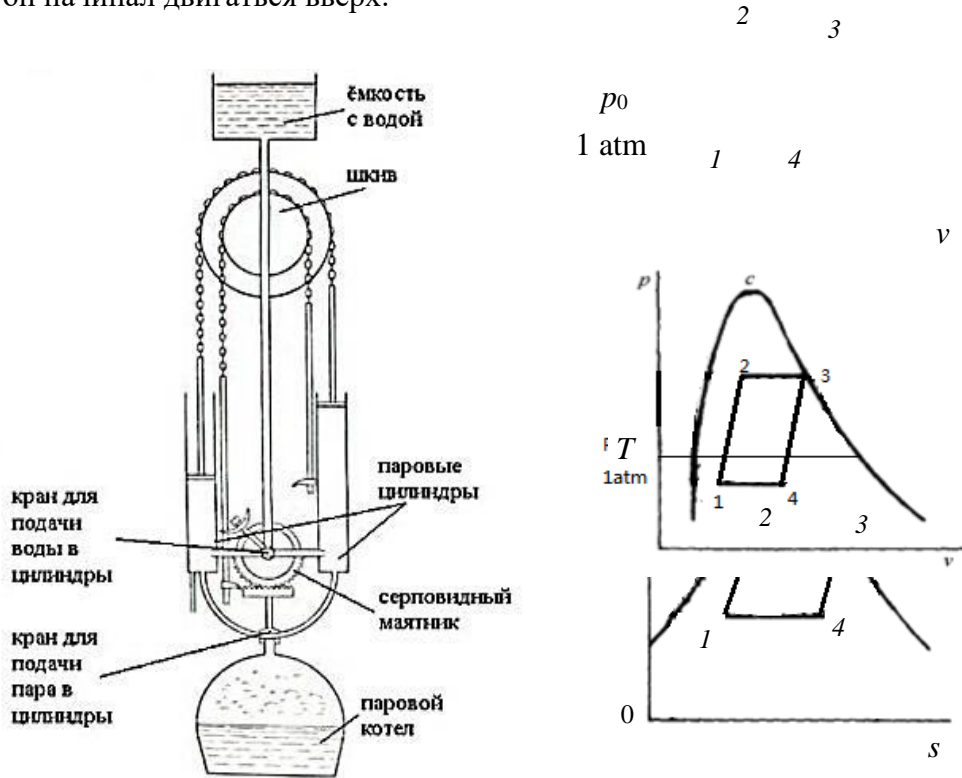 он начинал двигаться вверх.
ёмкость
с водой
шкив
паровые
цилиндры
кран для
подачи
воды в
цилиндры
серповидный
маятник
кран для
подачи
пара в
цилиндры
паровой
котел
2
3
p0
1 atm
1
4
v
p
c
2
3
T
1atm
1
4
2
3
v
1
4
0
s